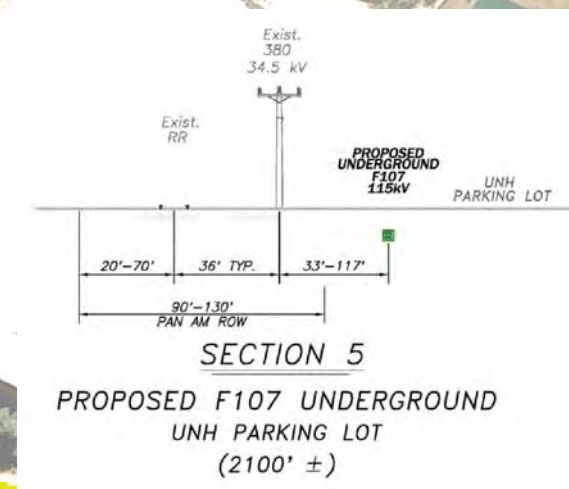 Exist.
380
34.5 kV
Exist.
RR
PROPOSED
UNDERGROUND
F107
115kV
UNH
PARKING LOT
20'-70'
36' TYP.
33'-117'
90'-130'
PAN AM ROW
SECTION 5
PROPOSED F107 UNDERGROUND
UNH PARKING LOT
(2100' ±)